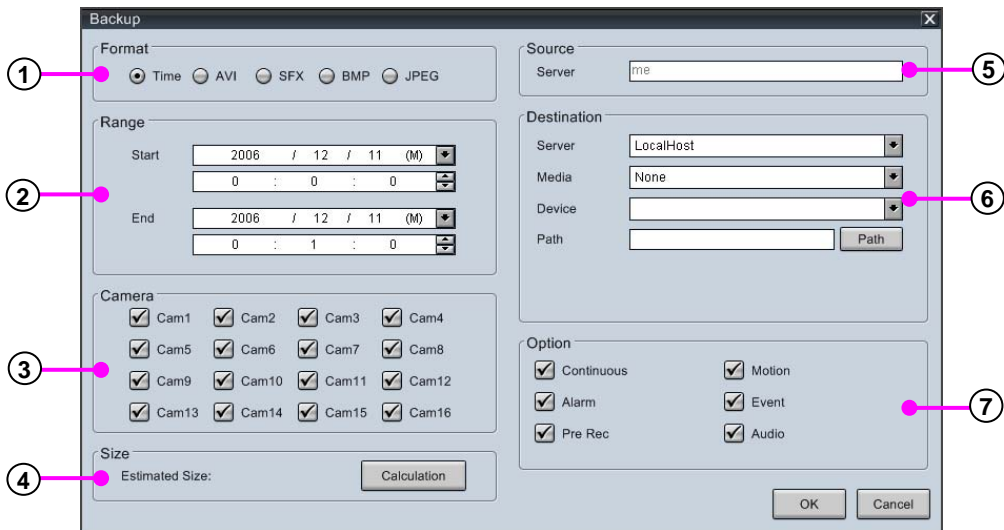 Backup
Format
Time AVI SFX BMP JPEG
1
Range
Start 2006 / 12 / 11 (M)
0 : 0 : 0
End 2006 / 12 / 11 (M)
0 : 1 : 0
2
Camera
Cam1 Cam2 Cam3 Cam4
Cam5 Cam6 Cam7 Cam8
Cam9 Cam10 Cam11 Cam12
Cam13 Cam14 Cam15 Cam16
3
Size
Estimated Size: Calculation
4
Source
Server me
5
Destination
Server LocalHost
Media None
Device
Path Path
6
Option
Continuous Motion
Alarm Event
Pre Rec Audio
7
OK Cancel